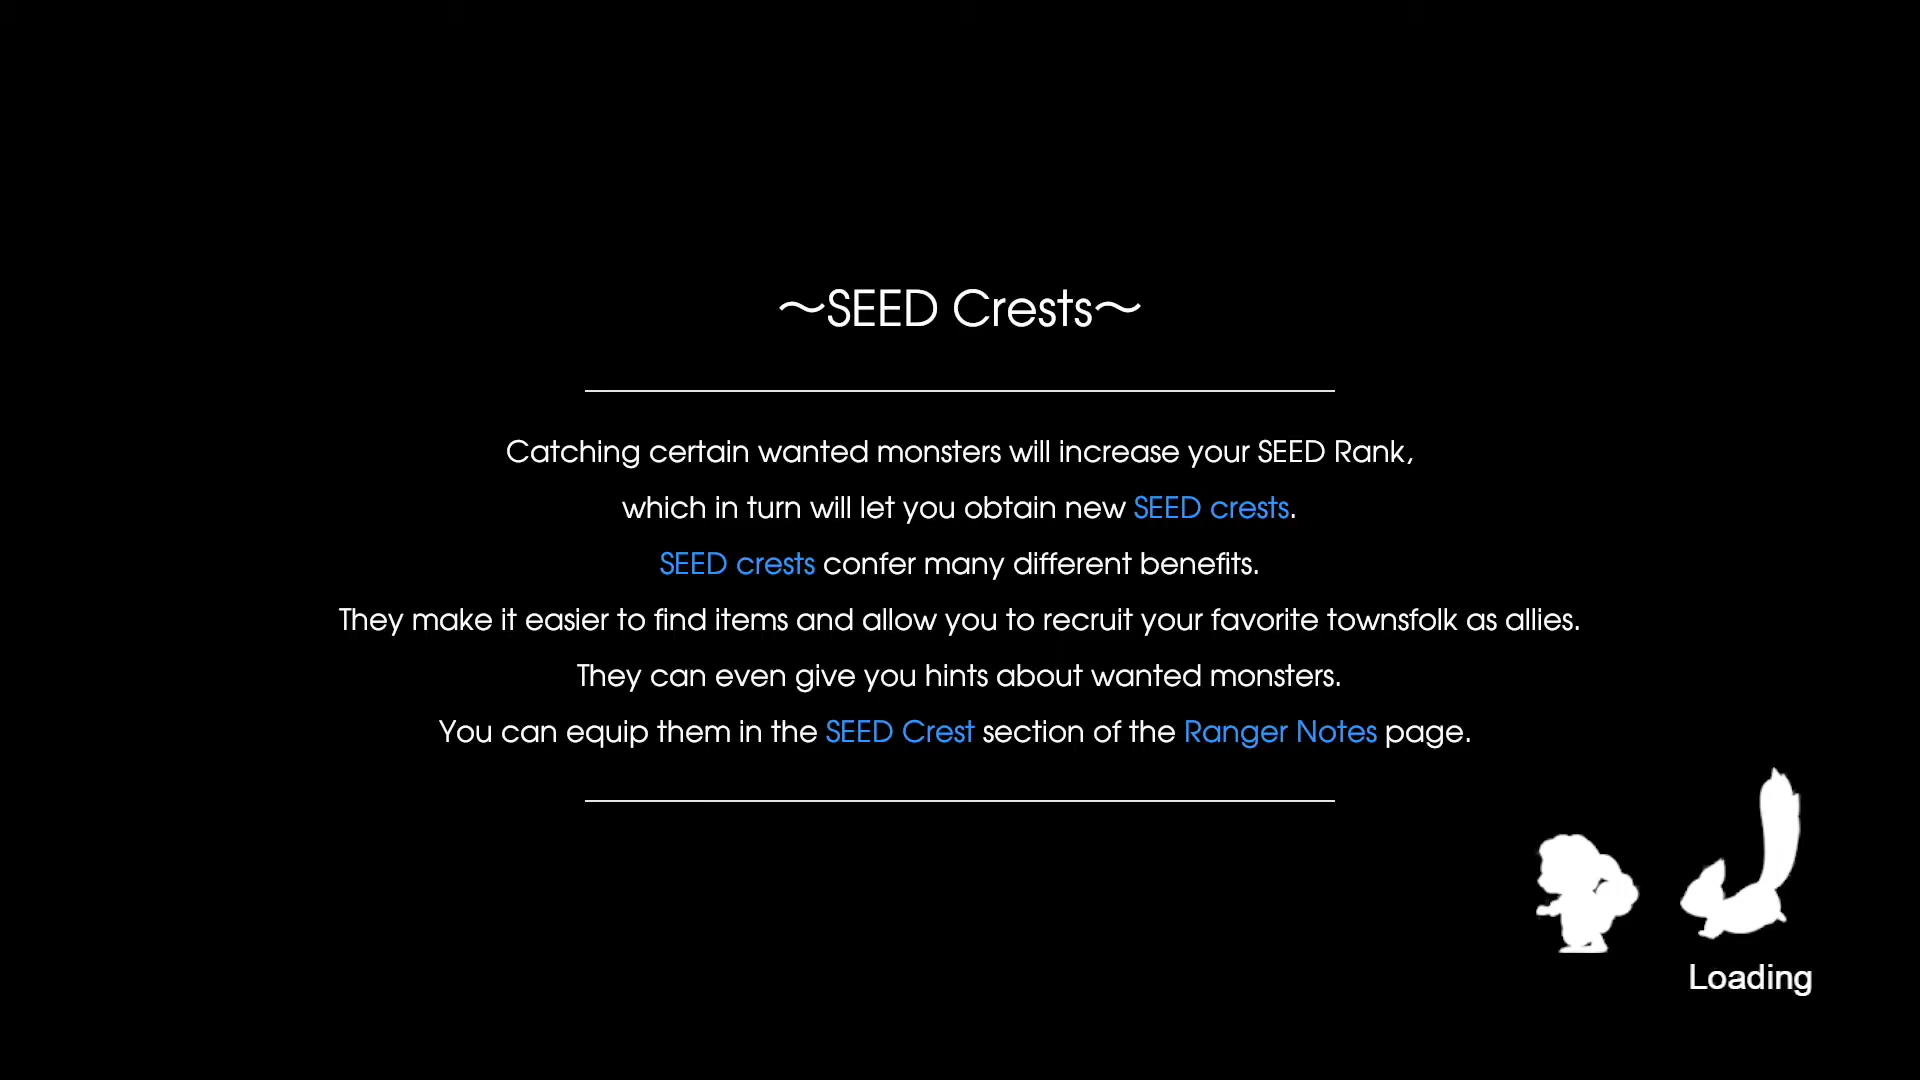 〜SEED Crests〜
Catching certain wanted monsters will increase your SEED Rank,
which in turn will let you obtain new SEED crests.
SEED crests confer many different benefits.
They make it easier to find items and allow you to recruit your favorite townsfolk as allies.
They can even give you hints about wanted monsters.
You can equip them in the SEED Crest section of the Ranger Notes page.
Loading